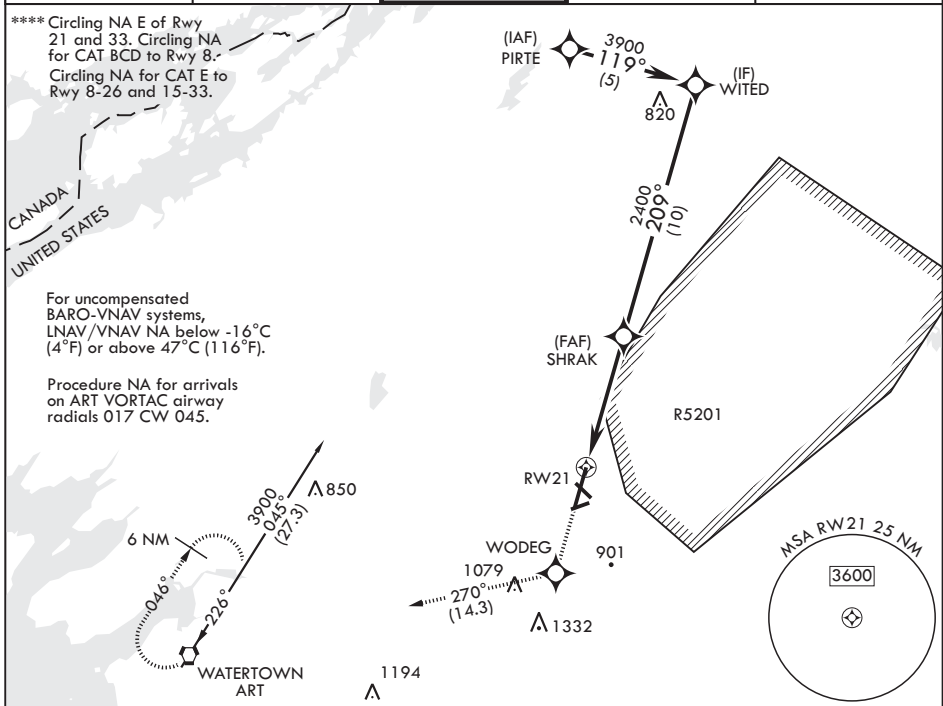 **** Circling NA E of Rwy
21 and 33. Circling NA
for CAT BCD to Rwy 8.
Circling NA for CAT E to
Rwy 8-26 and 15-33.
(IAF)
PIRTE
3900
119°
(5)
(IF)
WITED
820
CANADA
UNITED STATES
2400
209°
(10)
For uncompensated
BARO-VNAV systems,
LNAV/VNAV NA below -16°C
(4°F) or above 47°C (116°F).
Procedure NA for arrivals
on ART VORTAC airway
radials 017 CW 045.
(FAF)
SHRAK
R5201
RW21
850
3900
045°
(27.3)
6 NM
046°
226°
WATERTOWN
ART
WODEG
901
1079
270°
(14.3)
1332
1194
MSA RW21 25 NM
3600